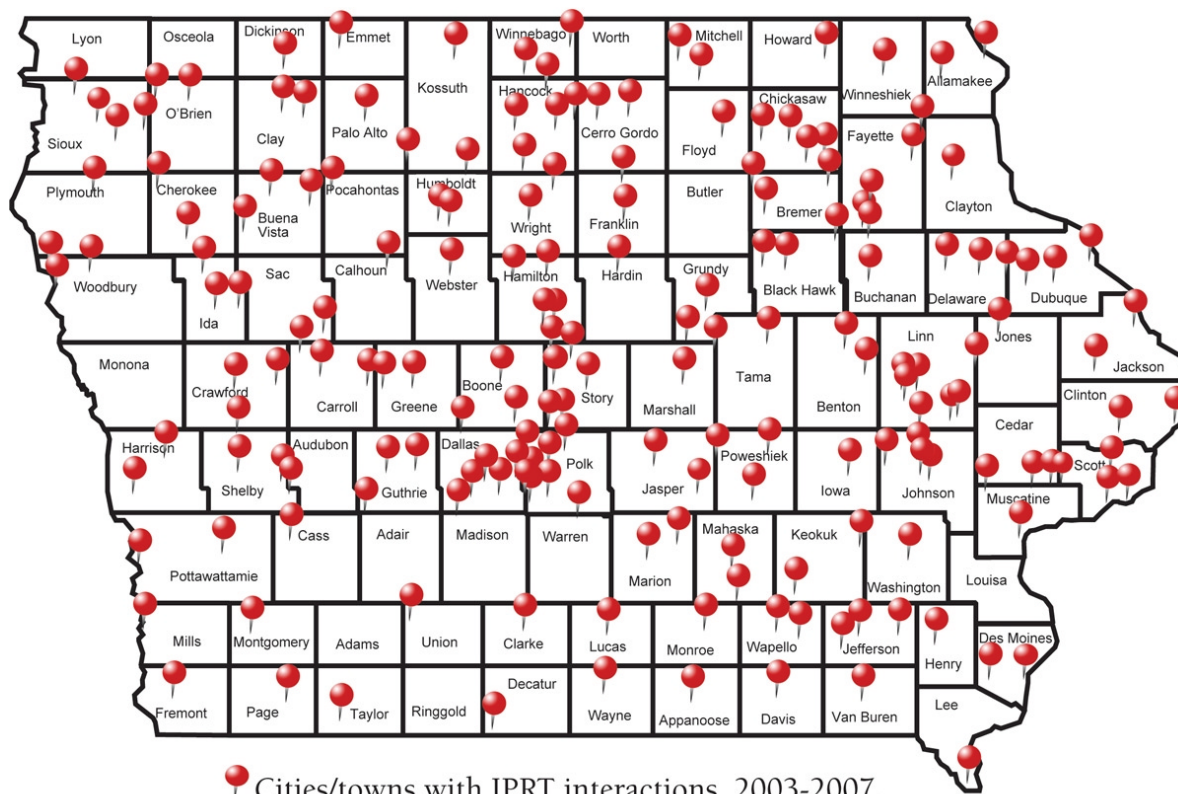 Lyon
Osceola
Dickinson
Emmet
Winnebago
Worth
Mitchell
Howard
Winneshiek
Allamakee
Kossuth
Hancock
Cerro Gordo
Floyd
Chickasaw
Fayette
Sioux
O'Brien
Clay
Palo Alto
Plymouth
Cherokee
Buena
Vista
Pocahontas
Humboldt
Wright
Franklin
Butler
Bremer
Clayton
Woodbury
Ida
Sac
Calhoun
Webster
Hamilton
Hardin
Grundy
Black Hawk
Buchanan
Delaware
Dubuque
Monona
Crawford
Carroll
Greene
Boone
Story
Marshall
Tama
Benton
Linn
Jones
Jackson
Clinton
Cedar
Harrison
Shelby
Audubon
Guthrie
Dallas
Polk
Jasper
Poweshiek
Iowa
Johnson
Scott
Muscatine
Pottawattamie
Cass
Adair
Madison
Warren
Marion
Mahaska
Keokuk
Washington
Louisa
Mills
Montgomery
Adams
Union
Clarke
Lucas
Monroe
Wapello
Jefferson
Henry
Des Moines
Fremont
Page
Taylor
Ringgold
Decatur
Wayne
Appanoose
Davis
Van Buren
Lee
Cities/towns with IPRT interactions, 2003-2007